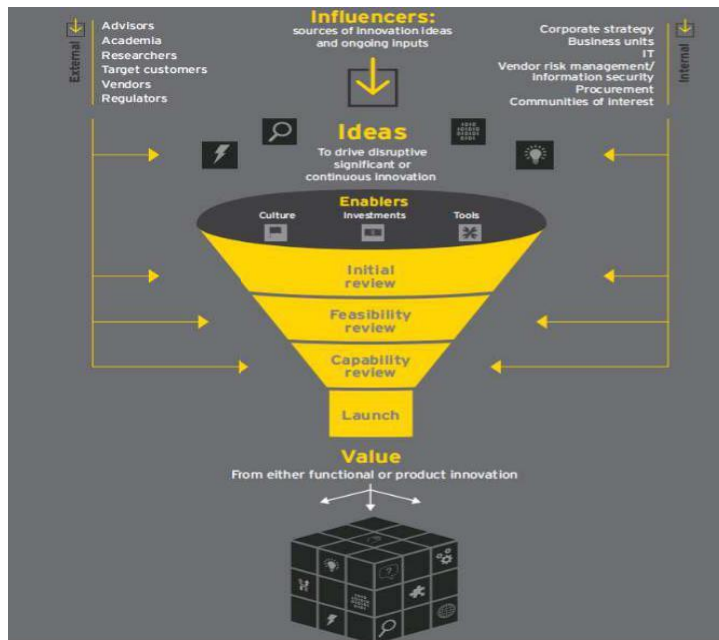 Influencers:
sources of innovation ideas
and ongoing inputs
External
Advisors
Academia
Researchers
Target customers
Vendors
Regulators
Corporate strategy
Business units
IT
Vendor risk management/
information security
Procurement
Communities of interest
Internal
Ideas
To drive disruptive
significant or
continuous innovation
Enablers
Culture
Investments
Tools
Initial
review
Feasibility
review
Capability
review
Launch
Value
From either functional or product innovation